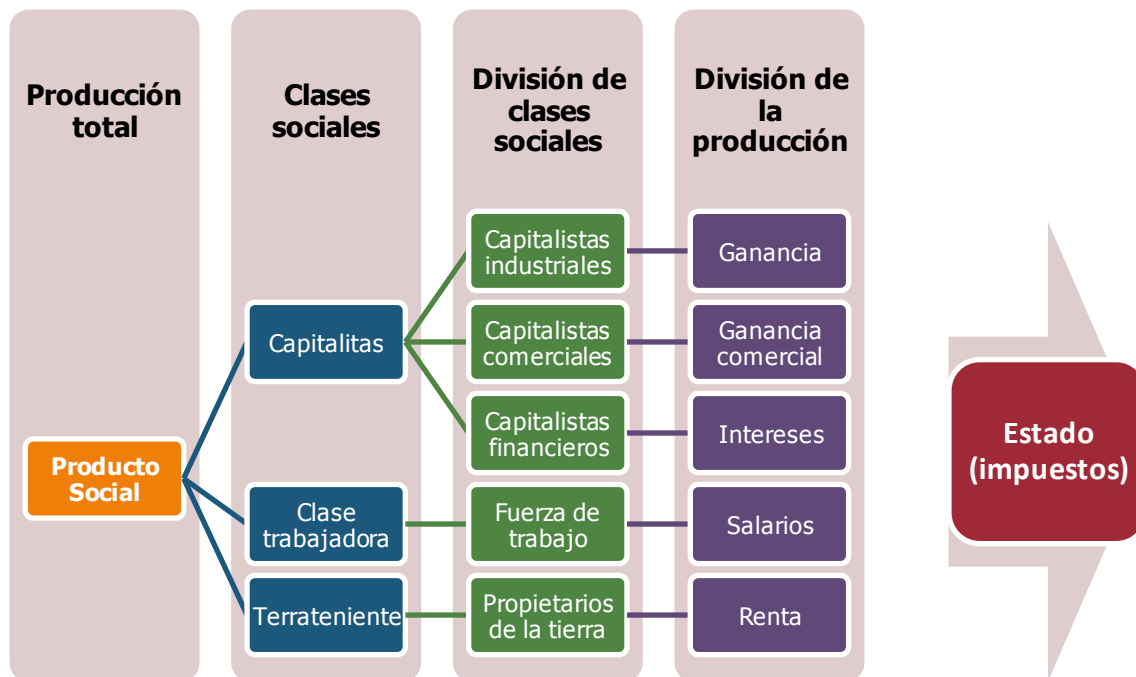 Producción
total
Clases
sociales
División de
clases
sociales
División de
la
producción
Producto
Social
Capitalitas
Clase
trabajadora
Terrateniente
Capitalistas
industriales
Capitalistas
comerciales
Capitalistas
financieros
Fuerza de
trabajo
Propietarios
de la tierra
Ganancia
Ganancia
comercial
Intereses
Salarios
Renta
Estado
(impuestos)